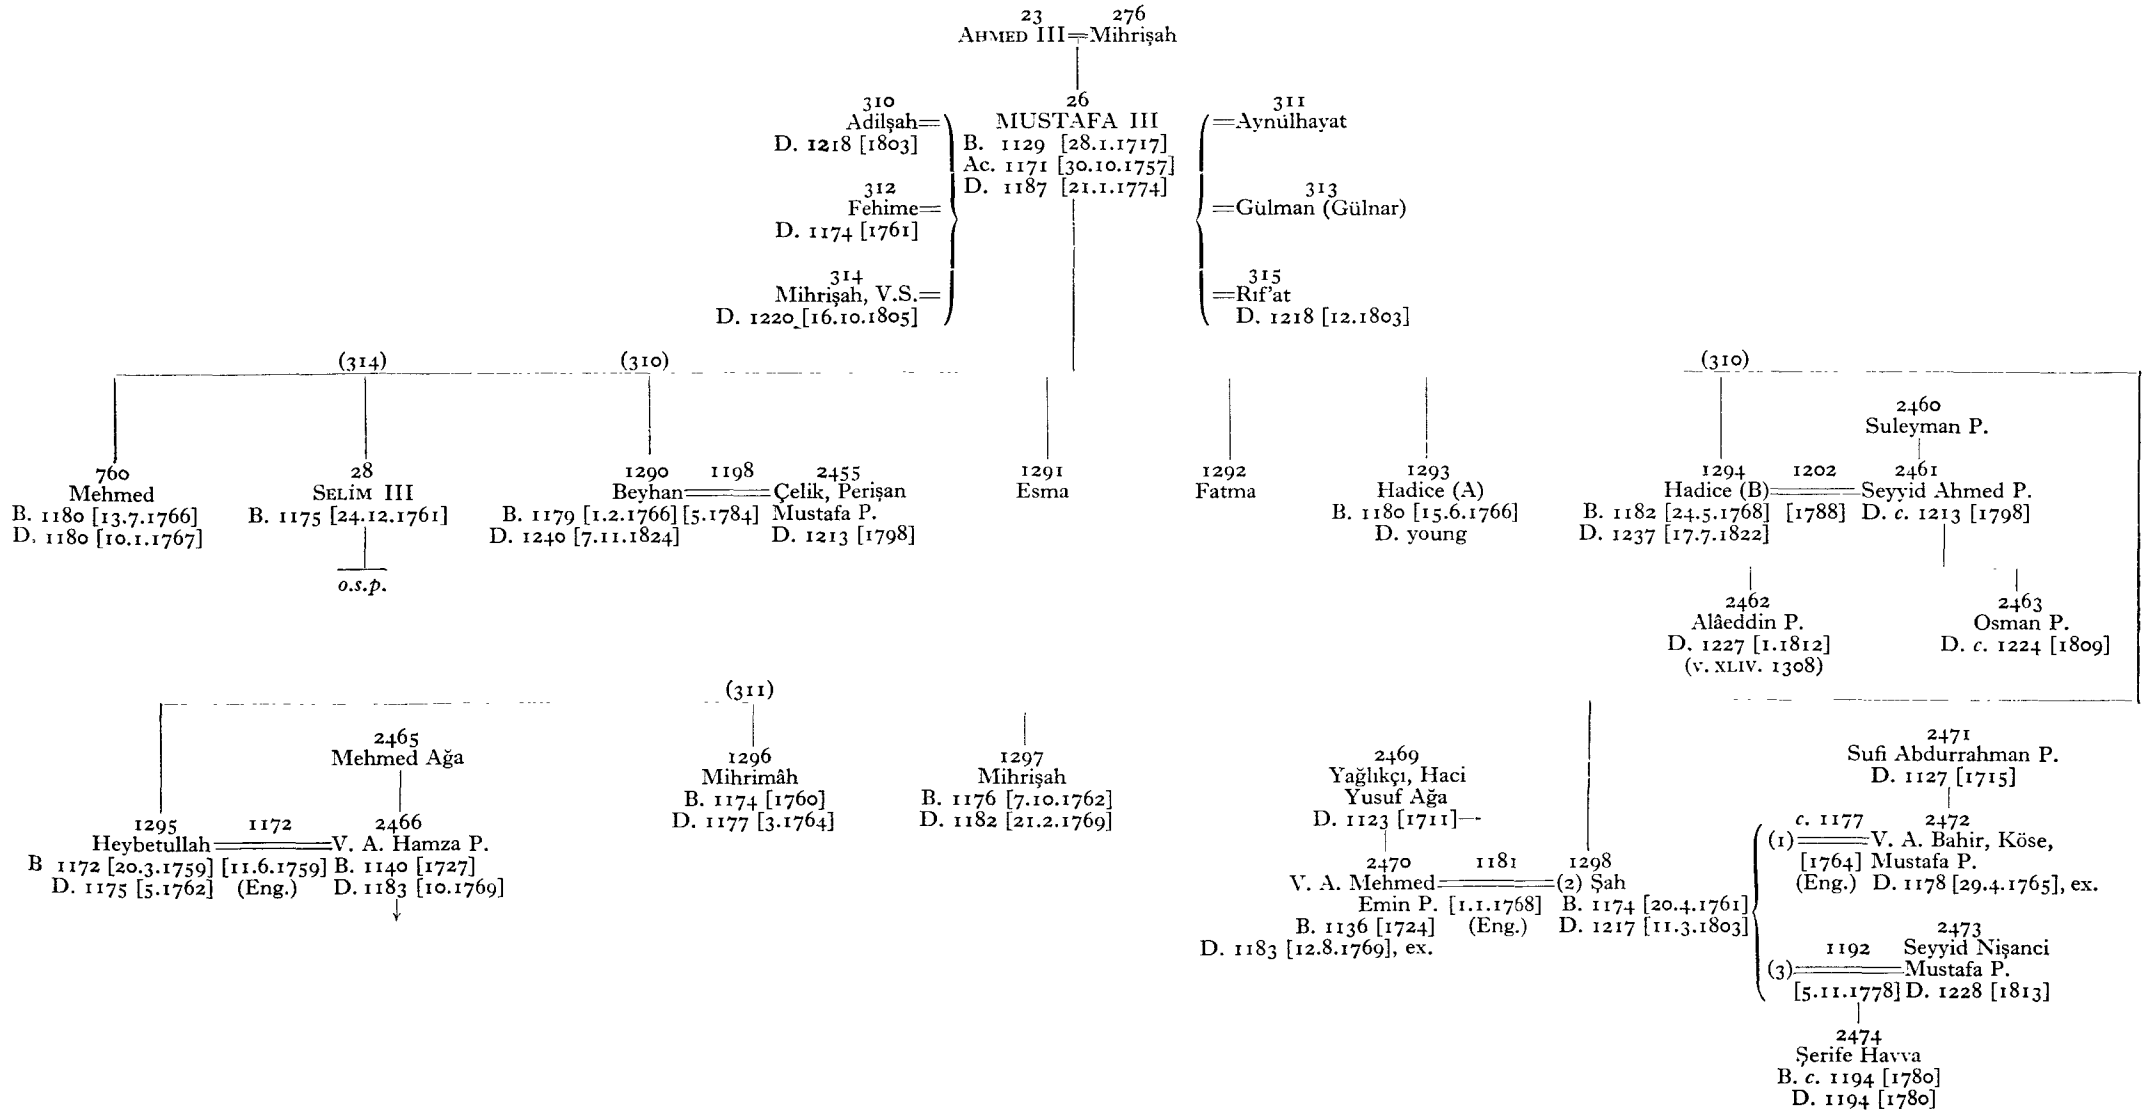 23 276
AHMED III=Mihrişah
310 26 311
Adilşah= MUSTAFA III =Aynülhayat
D. 1218 [1803] B. 1129 [28.1.1717]
Ac. 1171 [30.10.1757]
312 D. 1187 [21.1.1774] 313
Fehime= =Gülman (Gülnar)
D. 1174 [1761]
314 315
Mihrişah, V.S.= =Rıf'at
D. 1220 [16.10.1805] D. 1218 [12.1803]
(314) (310) (310)
2460
Suleyman P.
760 28 1290 1198 2455 1291 1292 1293 1294 1202 2461
Mehmed SELİM III Beyhan Çelik, Perişan Esma Fatma Hadice (A) Hadice (B) Seyyid Ahmed P.
B. 1180 [13.7.1766] B. 1175 [24.12.1761] B. 1179 [1.2.1766] [5.1784] Mustafa P. B. 1180 [15.6.1766] B. 1182 [24.5.1768] [1788] D. c. 1213 [1798]
D. 1180 [10.1.1767] D. 1240 [7.11.1824] D. 1213 [1798] D. young D. 1237 [17.7.1822]
o.s.p.
2462 2463
Alâeddin P. Osman P.
D. 1227 [1.1812] D. c. 1224 [1809]
(v. XLIV. 1308)
(311)
2465 2471
Mehmed Ağa Sufi Abdurrahman P.
D. 1127 [1715]
1296 1297 2469
Mihrimâh Mihrişah Yağlıkçı, Haci
B. 1174 [1760] B. 1176 [7.10.1762] Yusuf Ağa
D. 1177 [3.1764] D. 1182 [21.2.1769] D. 1123 [1711]
1295 1172 2466 c. 1177 2472
Heybetullah V. A. Hamza P. (1) V. A. Bahir, Köse,
B 1172 [20.3.1759] [11.6.1759] B. 1140 [1727] 2470 1181 1298 [1764] Mustafa P.
D. 1175 [5.1762] (Eng.) D. 1183 [10.1769] V. A. Mehmed (2) Şah (Eng.) D. 1178 [29.4.1765], ex.
Emin P. [1.1.1768] B. 1174 [20.4.1761]
B. 1136 [1724] (Eng.) D. 1217 [11.3.1803] 2473
D. 1183 [12.8.1769], ex. 1192 Seyyid Nişanci
(3) Mustafa P.
[5.11.1778] D. 1228 [1813]
2474
Şerife Havva
B. c. 1194 [1780]
D. 1194 [1780]